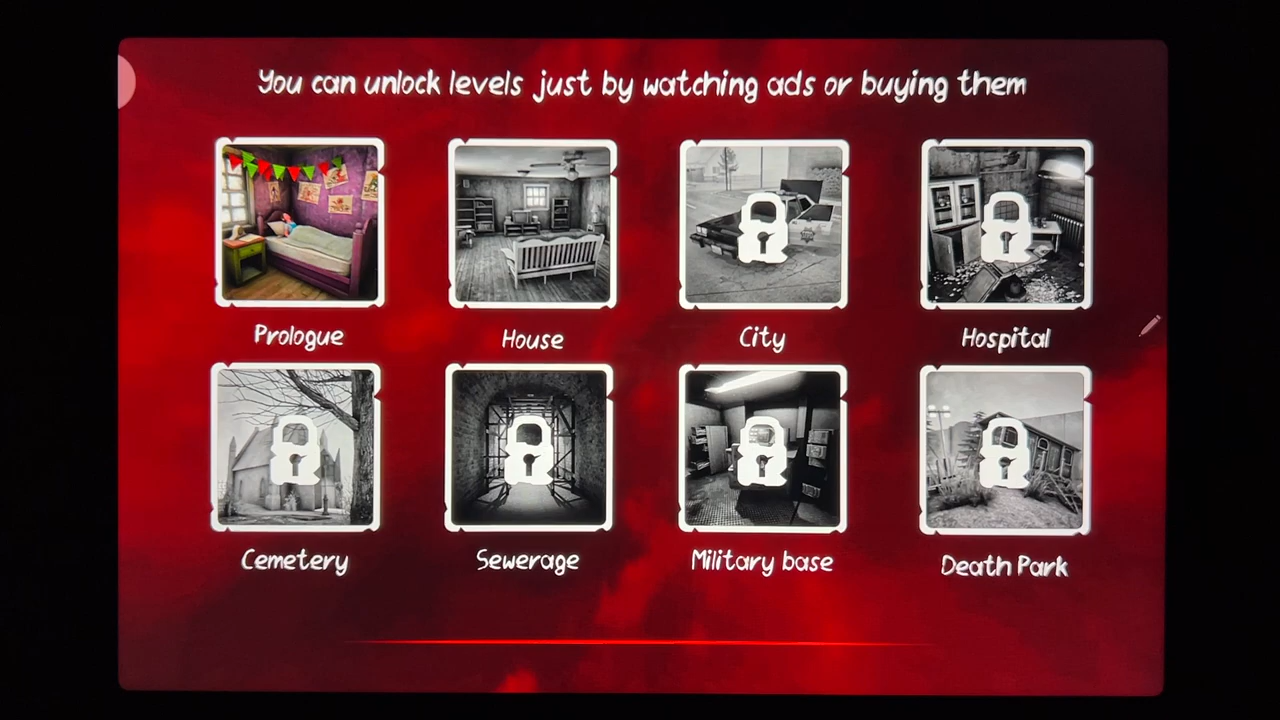 You can unlock levels just by watching ads or buying them
Prologue
House
City
Hospital
Cemetery
Sewerage
Military base
Death Park